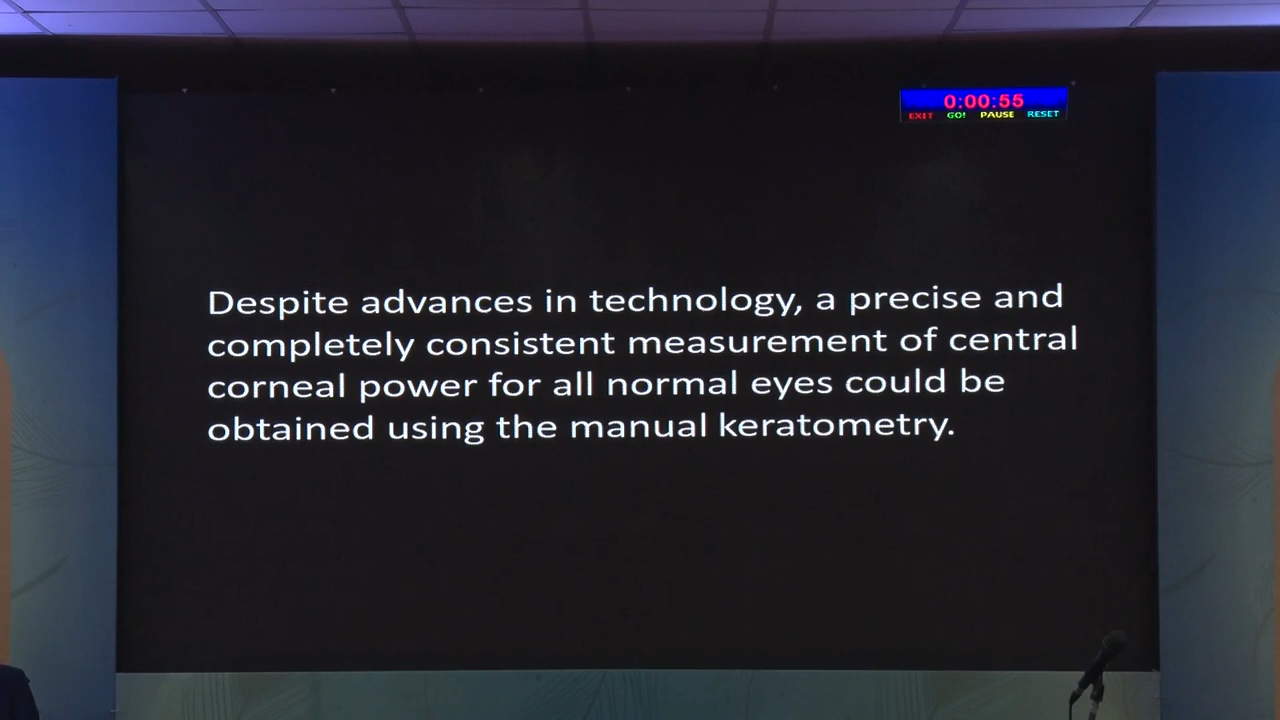 0:00:55
EXIT GO! PAUSE RESET
Despite advances in technology, a precise and
completely consistent measurement of central
corneal power for all normal eyes could be
obtained using the manual keratometry.